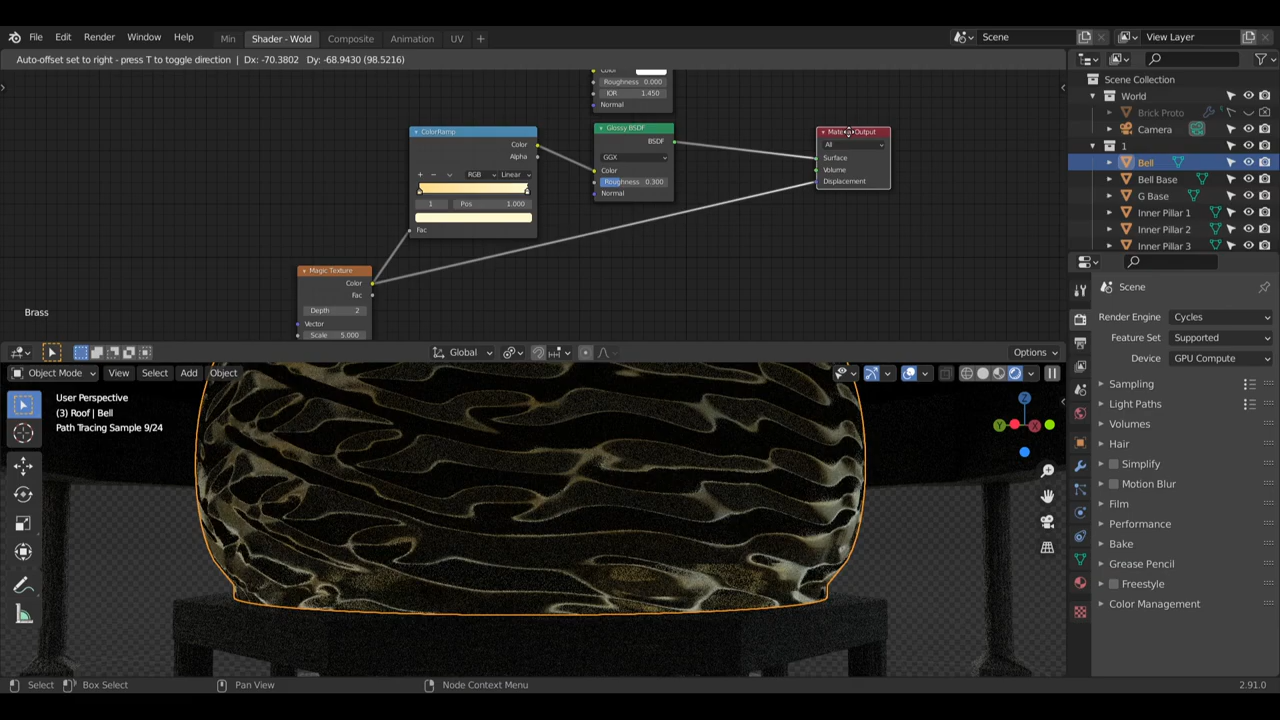 File Edit Render Window Help Min Shader - Wold Composite Animation UV + Scene View Layer
Auto-offset set to right - press T to toggle direction | Dx: -70.3802 Dy: -68.9430 (98.5216)
Color
Roughness 0.000
IOR 1.450
Normal
ColorRamp
Color
Alpha
RGB Linear
1 Pos 1.000
Fac
Glossy BSDF
BSDF
GGX
Color
Roughness 0.300
Normal
All
Surface
Volume
Displacement
Magic Texture
Color
Fac
Depth 2
Vector
Scale 5.000
Brass
Global Options
Object Mode View Select Add Object
User Perspective
(3) Roof | Bell
Path Tracing Sample 9/24
Z
Y
X
Scene Collection
World
Brick Proto
Camera
1
Bell
Bell Base
G Base
Inner Pillar 1
Inner Pillar 2
Inner Pillar 3
Scene
Render Engine Cycles
Feature Set Supported
Device GPU Compute
Sampling
Light Paths
Volumes
Hair
Simplify
Motion Blur
Film
Performance
Bake
Grease Pencil
Freestyle
Color Management
Select Box Select Pan View Node Context Menu 2.91.0